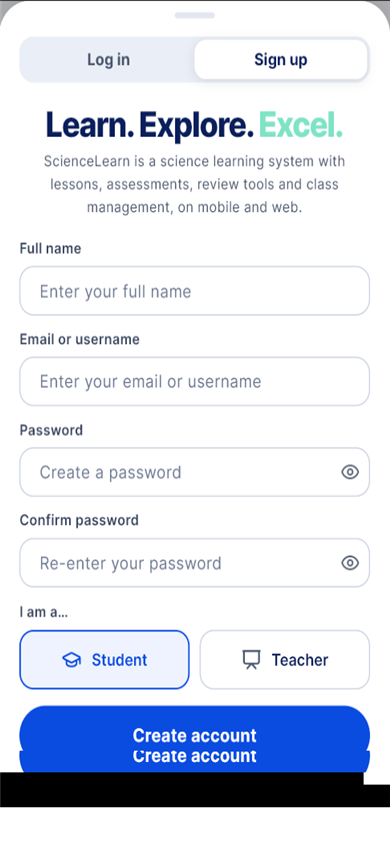 Log in
Sign up
Learn. Explore. Excel.
ScienceLearn is a science learning system with
lessons, assessments, review tools and class
management, on mobile and web.
Full name
Enter your full name
Email or username
Enter your email or username
Password
Create a password
Confirm password
Re-enter your password
I am a...
Student
Teacher
Create account
Create account